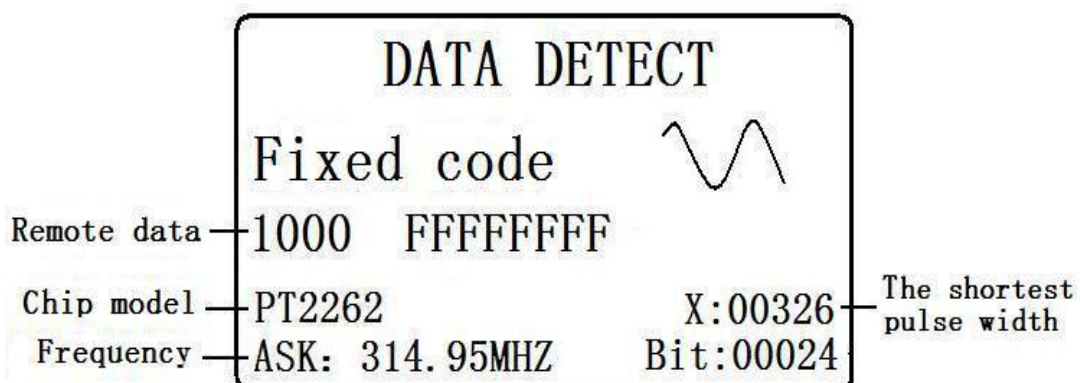 DATA DETECT
Fixed code
Remote data
1000 FFFFFFFF
Chip model
PT2262
X:00326
The shortest
pulse width
Frequency
ASK: 314.95MHZ
Bit:00024